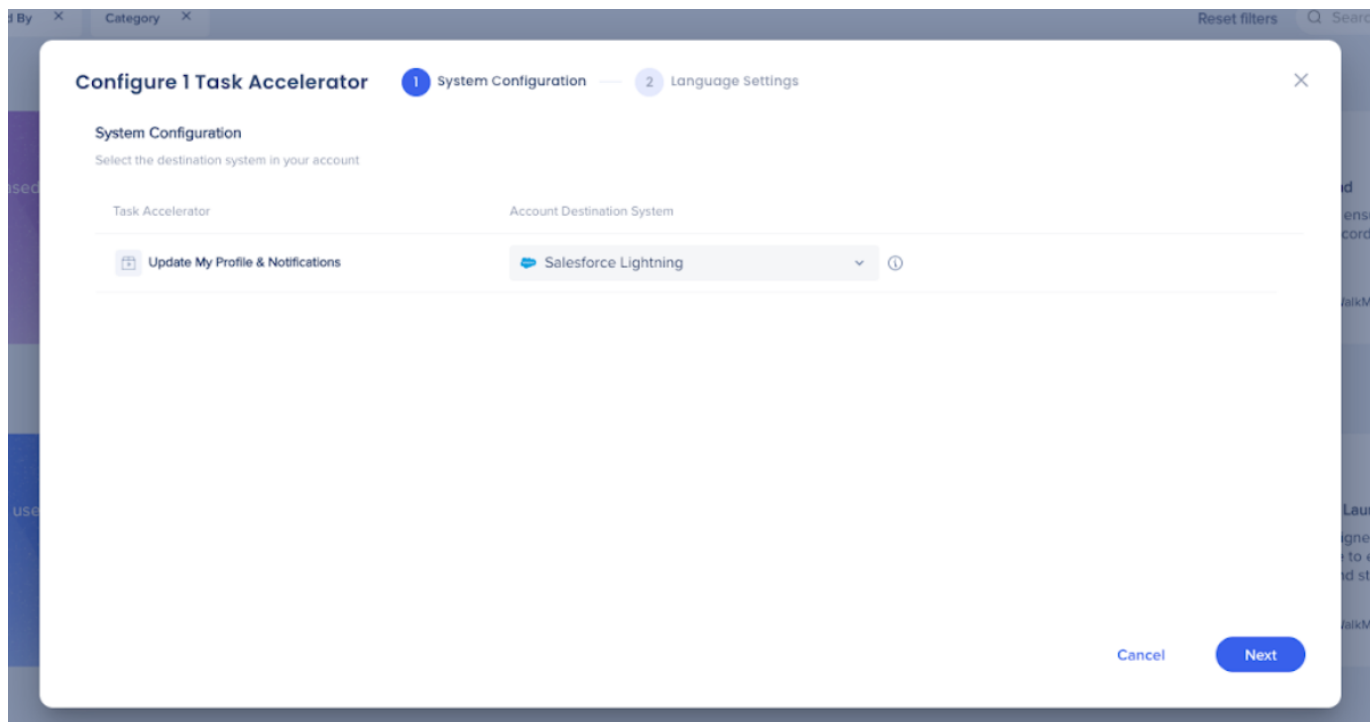 By × Category ×
Reset filters
Configure 1 Task Accelerator
1 System Configuration
2 Language Settings
System Configuration
Select the destination system in your account
Task Accelerator
Account Destination System
Update My Profile & Notifications
Salesforce Lightning
Cancel
Next